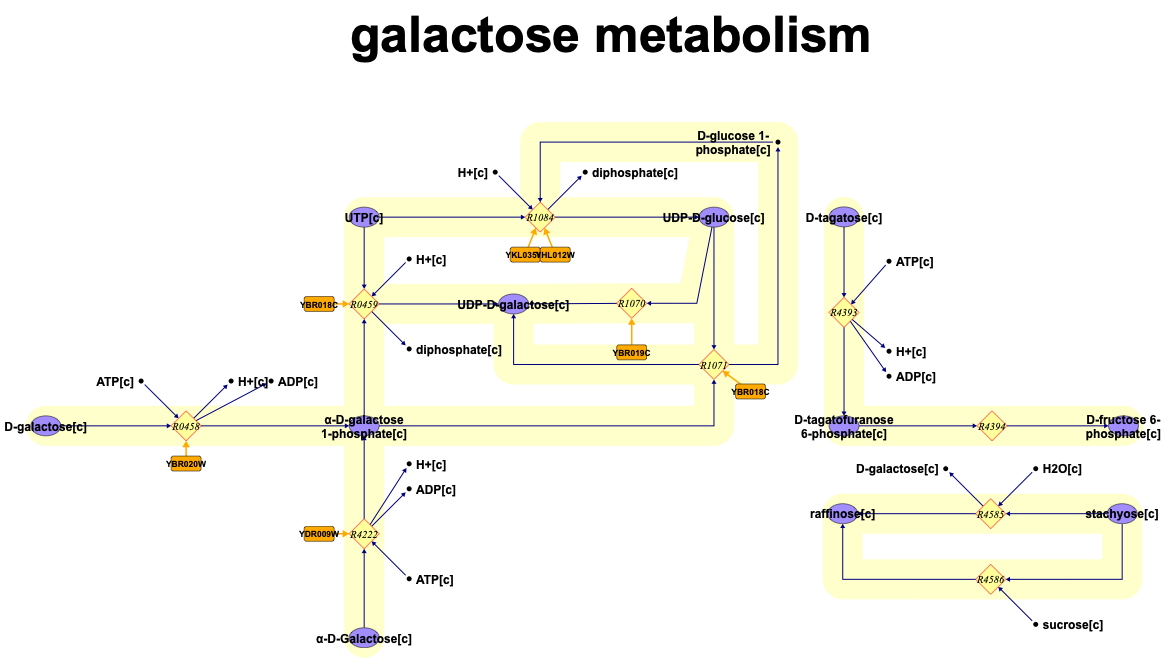 galactose metabolism
D-glucose 1-
phosphate[c]
H+[c]
diphosphate[c]
UTP[c]
R1084
UDP-D-glucose[c]
D-tagatose[c]
YKL035W
YHL012W
H+[c]
ATP[c]
YBR018C
R0459
UDP-D-galactose[c]
R1070
R4393
diphosphate[c]
YBR019C
H+[c]
R1071
ATP[c]
H+[c]
ADP[c]
ADP[c]
YBR018C
D-galactose[c]
R0458
α-D-galactose
1-phosphate[c]
D-tagatofuranose
6-phosphate[c]
R4394
D-fructose 6-
phosphate[c]
YBR020W
H+[c]
D-galactose[c]
H2O[c]
ADP[c]
raffinose[c]
R4585
stachyose[c]
YDR009W
R4222
ATP[c]
R4586
sucrose[c]
α-D-Galactose[c]